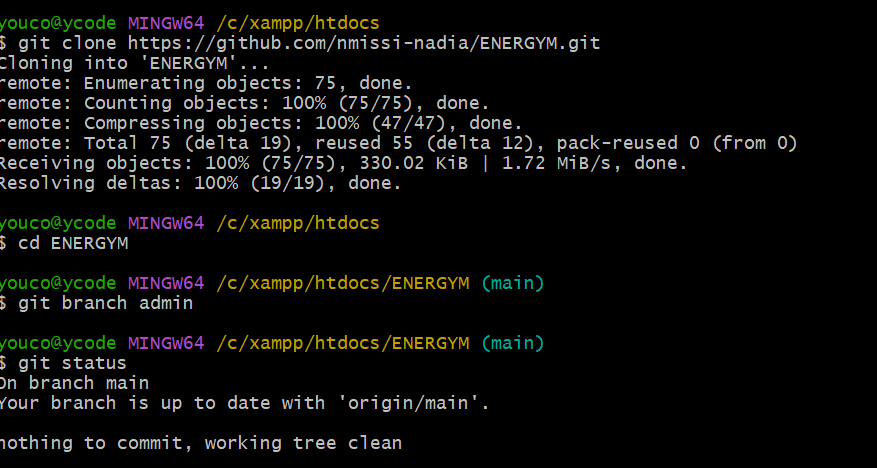 youco@ycode MINGW64 /c/xampp/htdocs
$ git clone https://github.com/nmissi-nadia/ENERGYM.git
Cloning into 'ENERGYM'...
remote: Enumerating objects: 75, done.
remote: Counting objects: 100% (75/75), done.
remote: Compressing objects: 100% (47/47), done.
remote: Total 75 (delta 19), reused 55 (delta 12), pack-reused 0 (from 0)
Receiving objects: 100% (75/75), 330.02 KiB | 1.72 MiB/s, done.
Resolving deltas: 100% (19/19), done.
youco@ycode MINGW64 /c/xampp/htdocs
$ cd ENERGYM
youco@ycode MINGW64 /c/xampp/htdocs/ENERGYM (main)
$ git branch admin
youco@ycode MINGW64 /c/xampp/htdocs/ENERGYM (main)
$ git status
On branch main
Your branch is up to date with 'origin/main'.
nothing to commit, working tree clean